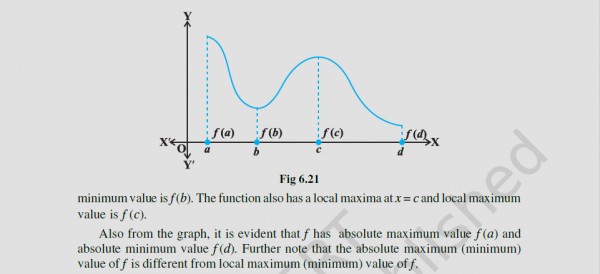 Y
f (a) f (b) f (c) f (d)
X′ O a b c d X
Y′
Fig 6.21
minimum value is f (b). The function also has a local maxima at x = c and local maximum
value is f (c).
Also from the graph, it is evident that f has absolute maximum value f (a) and
absolute minimum value f (d). Further note that the absolute maximum (minimum)
value of f is different from local maximum (minimum) value of f.